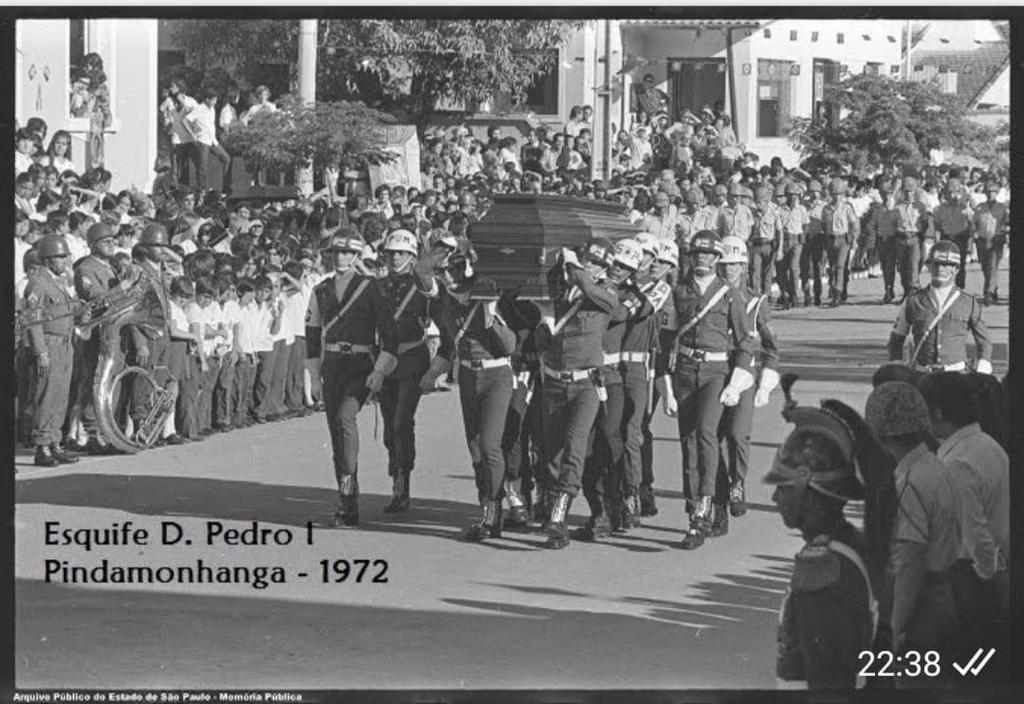 Esquife D. Pedro I
Pindamonhanga - 1972
22:38
Arquivo Público do Estado de São Paulo - Memória Pública